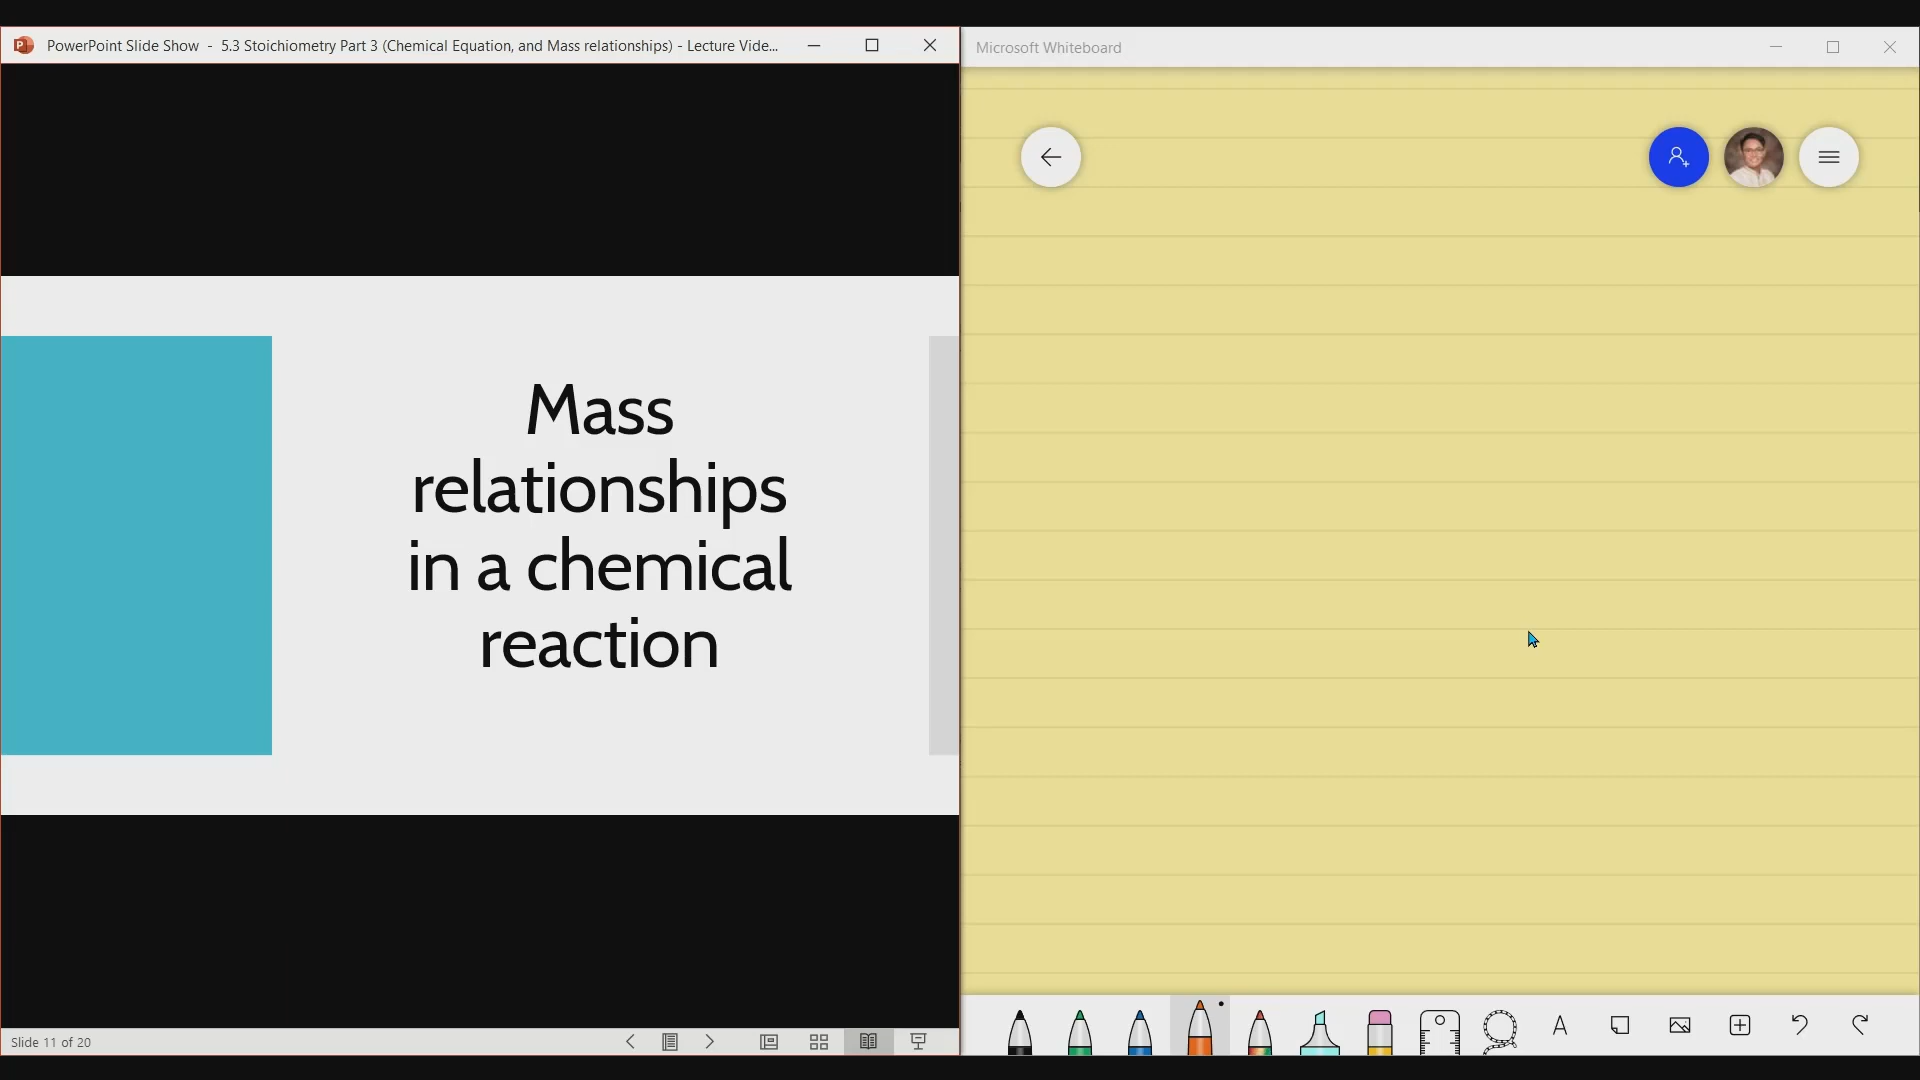 PowerPoint Slide Show - 5.3 Stoichiometry Part 3 (Chemical Equation, and Mass relationships) - Lecture Vide...
Microsoft Whiteboard
Mass
relationships
in a chemical
reaction
Slide 11 of 20